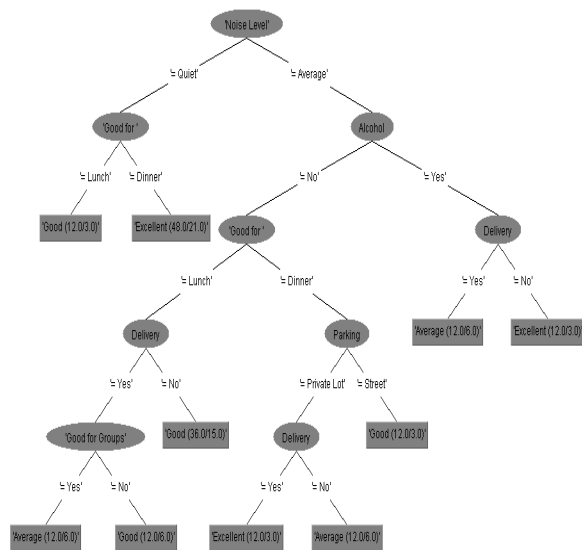 'Noise Level'
'= Quiet' '= Average'
'Good for ' Alcohol
'= Lunch' '= Dinner' '= No' '= Yes'
'Good (12.0/3.0)' 'Excellent (48.0/21.0)' 'Good for ' Delivery
'= Lunch' '= Dinner' '= Yes' '= No'
Delivery Parking 'Average (12.0/6.0)' 'Excellent (12.0/3.0)'
'= Yes' '= No' '= Private Lot' '= Street'
'Good for Groups' 'Good (36.0/15.0)' Delivery 'Good (12.0/3.0)'
'= Yes' '= No' '= Yes' '= No'
'Average (12.0/6.0)' 'Good (12.0/6.0)' 'Excellent (12.0/3.0)' 'Average (12.0/6.0)'